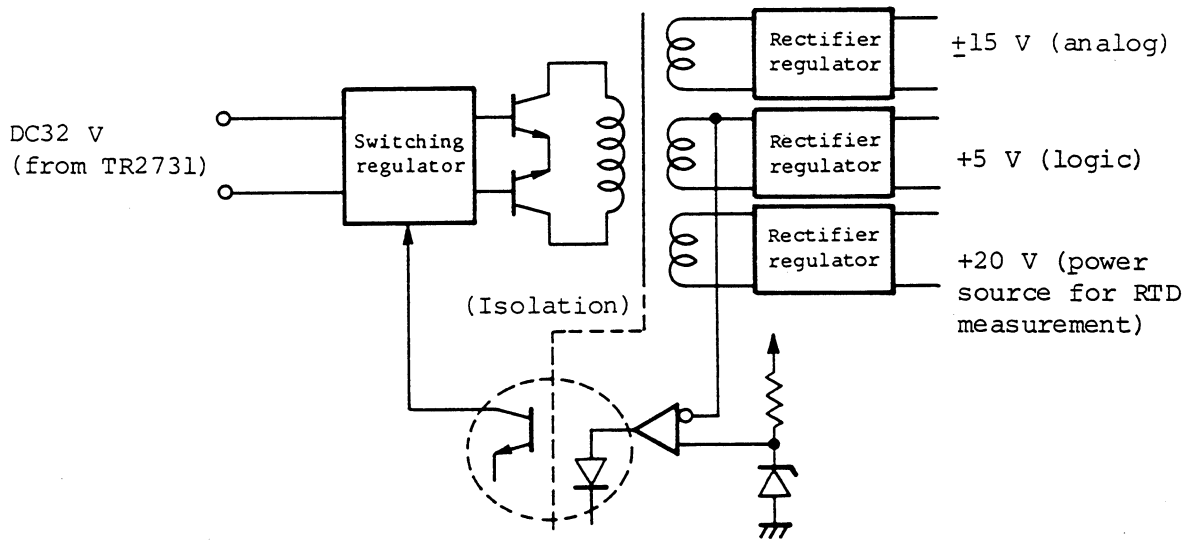 DC32 V
(from TR2731)
Switching
regulator
(Isolation)
Rectifier
regulator
±15 V (analog)
Rectifier
regulator
+5 V (logic)
Rectifier
regulator
+20 V (power
source for RTD
measurement)